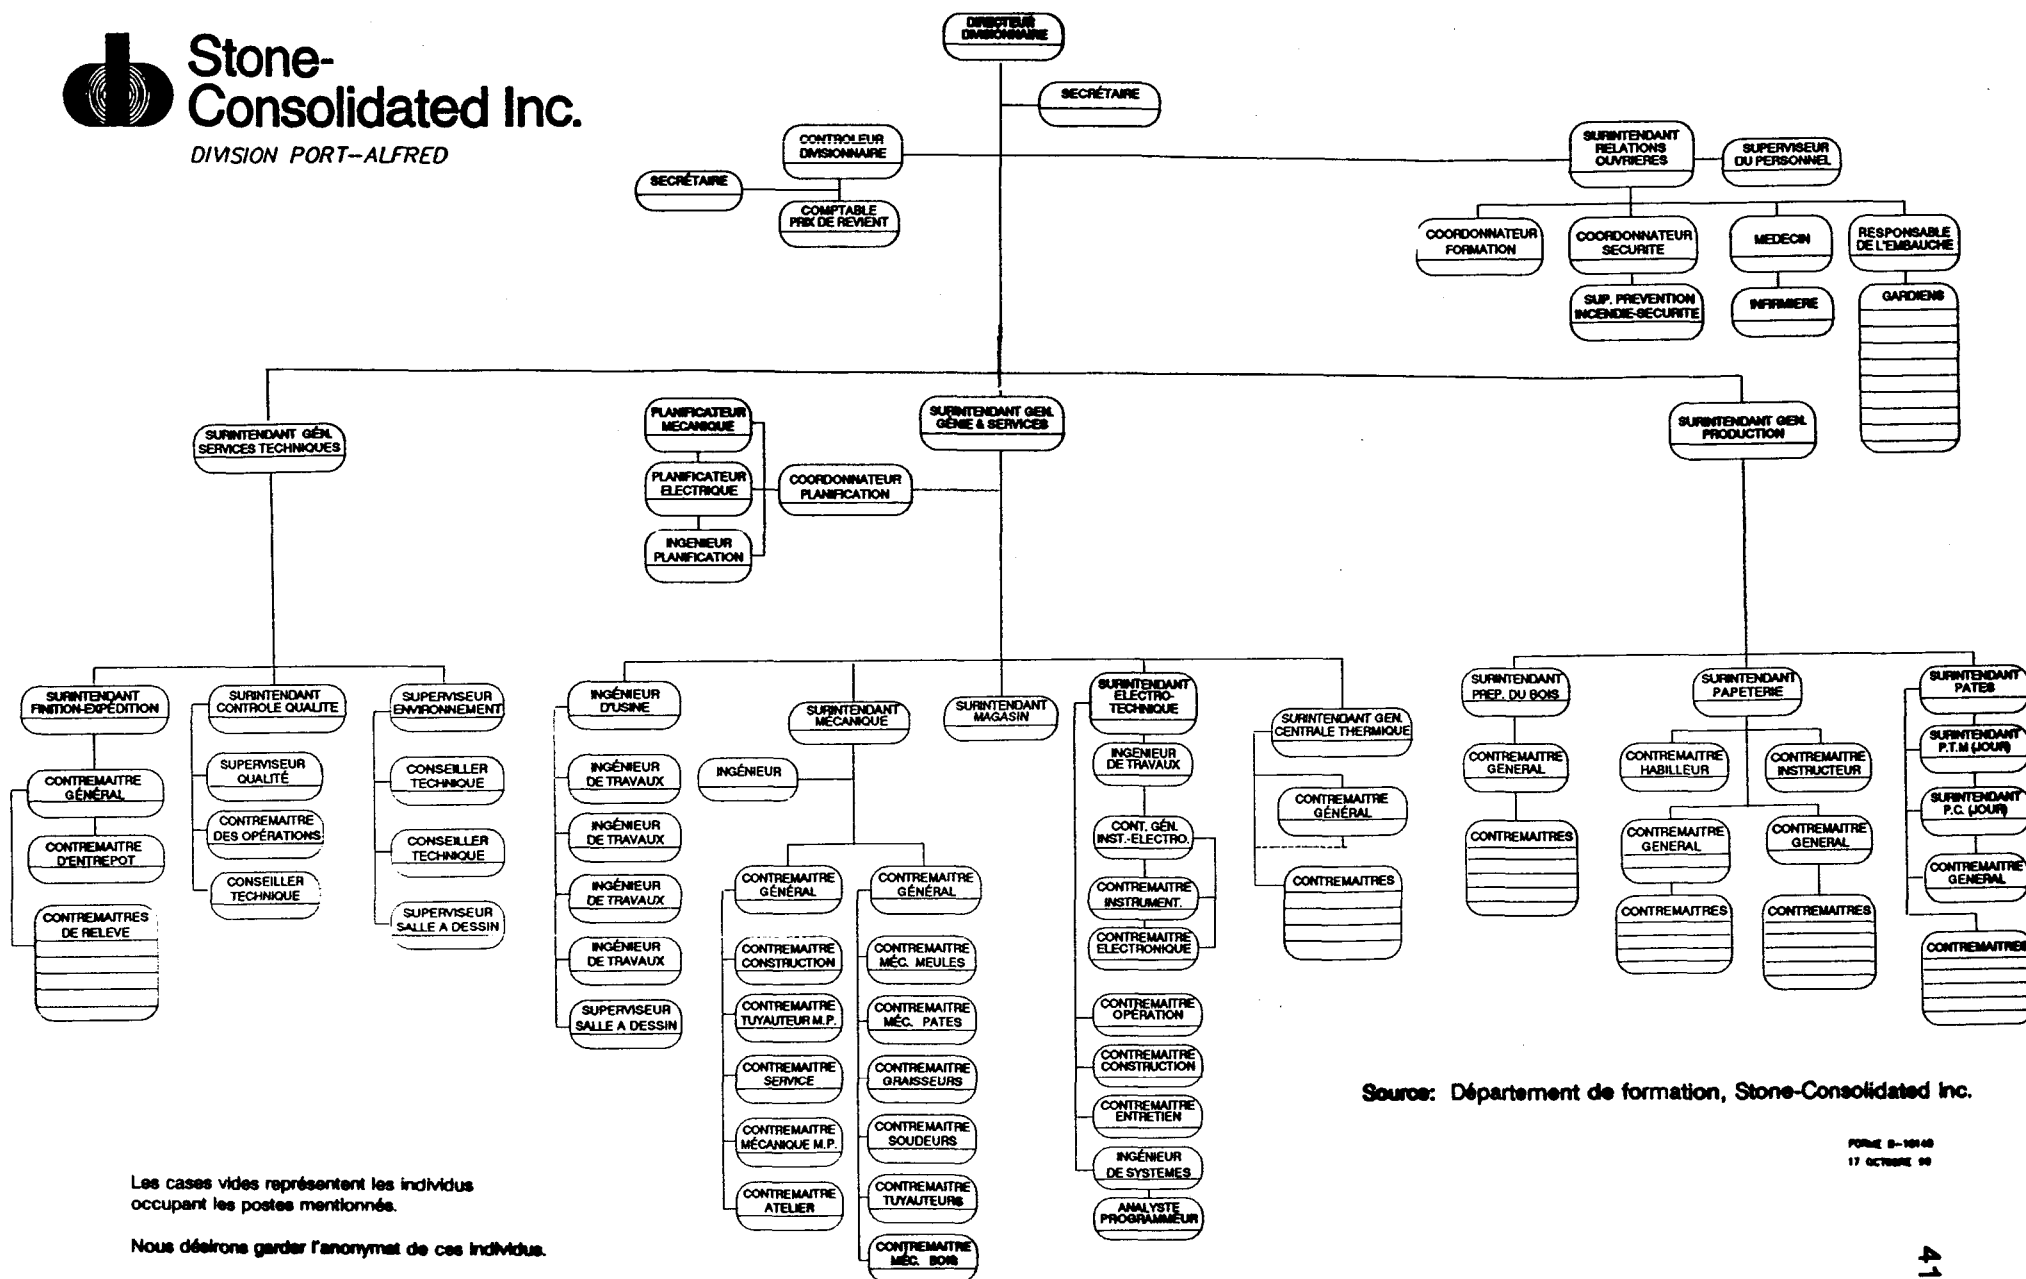 Stone-
Consolidated Inc.
DIVISION PORT-ALFRED
DIRECTEUR
DIVISIONNAIRE
SECRÉTAIRE
CONTROLEUR
DIVISIONNAIRE
SECRÉTAIRE
COMPTABLE
PRIX DE REVIENT
SURINTENDANT
RELATIONS
OUVRIERES
SUPERVISEUR
DU PERSONNEL
COORDONNATEUR
FORMATION
COORDONNATEUR
SECURITE
MEDECIN
RESPONSABLE
DE L'EMBAUCHE
SUP. PREVENTION
INCENDIE-SECURITE
INFIRMIERE
GARDIENS
SURINTENDANT GÉN.
SERVICES TECHNIQUES
PLANIFICATEUR
MECANIQUE
PLANIFICATEUR
ELECTRIQUE
INGENIEUR
PLANIFICATION
COORDONNATEUR
PLANIFICATION
SURINTENDANT GEN.
GÉNIE & SERVICES
SURINTENDANT GEN.
PRODUCTION
SURINTENDANT
FINITION-EXPÉDITION
CONTREMAITRE
GÉNÉRAL
CONTREMAITRE
D'ENTREPOT
CONTREMAITRES
DE RELEVE
SURINTENDANT
CONTROLE QUALITE
SUPERVISEUR
QUALITÉ
CONTREMAITRE
DES OPÉRATIONS
CONSEILLER
TECHNIQUE
SUPERVISEUR
ENVIRONNEMENT
CONSEILLER
TECHNIQUE
CONSEILLER
TECHNIQUE
SUPERVISEUR
SALLE A DESSIN
INGÉNIEUR
D'USINE
INGÉNIEUR
DE TRAVAUX
INGÉNIEUR
DE TRAVAUX
INGÉNIEUR
DE TRAVAUX
INGÉNIEUR
DE TRAVAUX
SUPERVISEUR
SALLE A DESSIN
SURINTENDANT
MÉCANIQUE
INGÉNIEUR
CONTREMAITRE
GÉNÉRAL
CONTREMAITRE
CONSTRUCTION
CONTREMAITRE
TUYAUTEUR M.P.
CONTREMAITRE
SERVICE
CONTREMAITRE
MÉCANIQUE M.P.
CONTREMAITRE
ATELIER
CONTREMAITRE
GÉNÉRAL
CONTREMAITRE
MÉC. MEULES
CONTREMAITRE
MÉC. PATES
CONTREMAITRE
GRAISSEURS
CONTREMAITRE
SOUDEURS
CONTREMAITRE
TUYAUTEURS
CONTREMAITRE
MÉC. BOIS
SURINTENDANT
MAGASIN
SURINTENDANT
ELECTRO-
TECHNIQUE
INGENIEUR
DE TRAVAUX
CONT. GÉN.
INST.-ELECTRO.
CONTREMAITRE
INSTRUMENT.
CONTREMAITRE
ELECTRONIQUE
CONTREMAITRE
OPÉRATION
CONTREMAITRE
CONSTRUCTION
CONTREMAITRE
ENTRETIEN
INGÉNIEUR
DE SYSTEMES
ANALYSTE
PROGRAMMEUR
SURINTENDANT GEN.
CENTRALE THERMIQUE
CONTREMAITRE
GÉNÉRAL
CONTREMAITRES
SURINTENDANT
PREP. DU BOIS
CONTREMAITRE
GENERAL
CONTREMAITRES
SURINTENDANT
PAPETERIE
CONTREMAITRE
HABILLEUR
CONTREMAITRE
INSTRUCTEUR
CONTREMAITRE
GENERAL
CONTREMAITRE
GENERAL
CONTREMAITRES
CONTREMAITRES
SURINTENDANT
PATES
SURINTENDANT
P.T.M (JOUR)
SURINTENDANT
P.C. (JOUR)
CONTREMAITRE
GENERAL
CONTREMAITRES
Source: Département de formation, Stone-Consolidated Inc.
17 OCTOBRE 90
Les cases vides représentent les individus
occupant les postes mentionnés.
Nous désirons garder l'anonymat de ces individus.
41